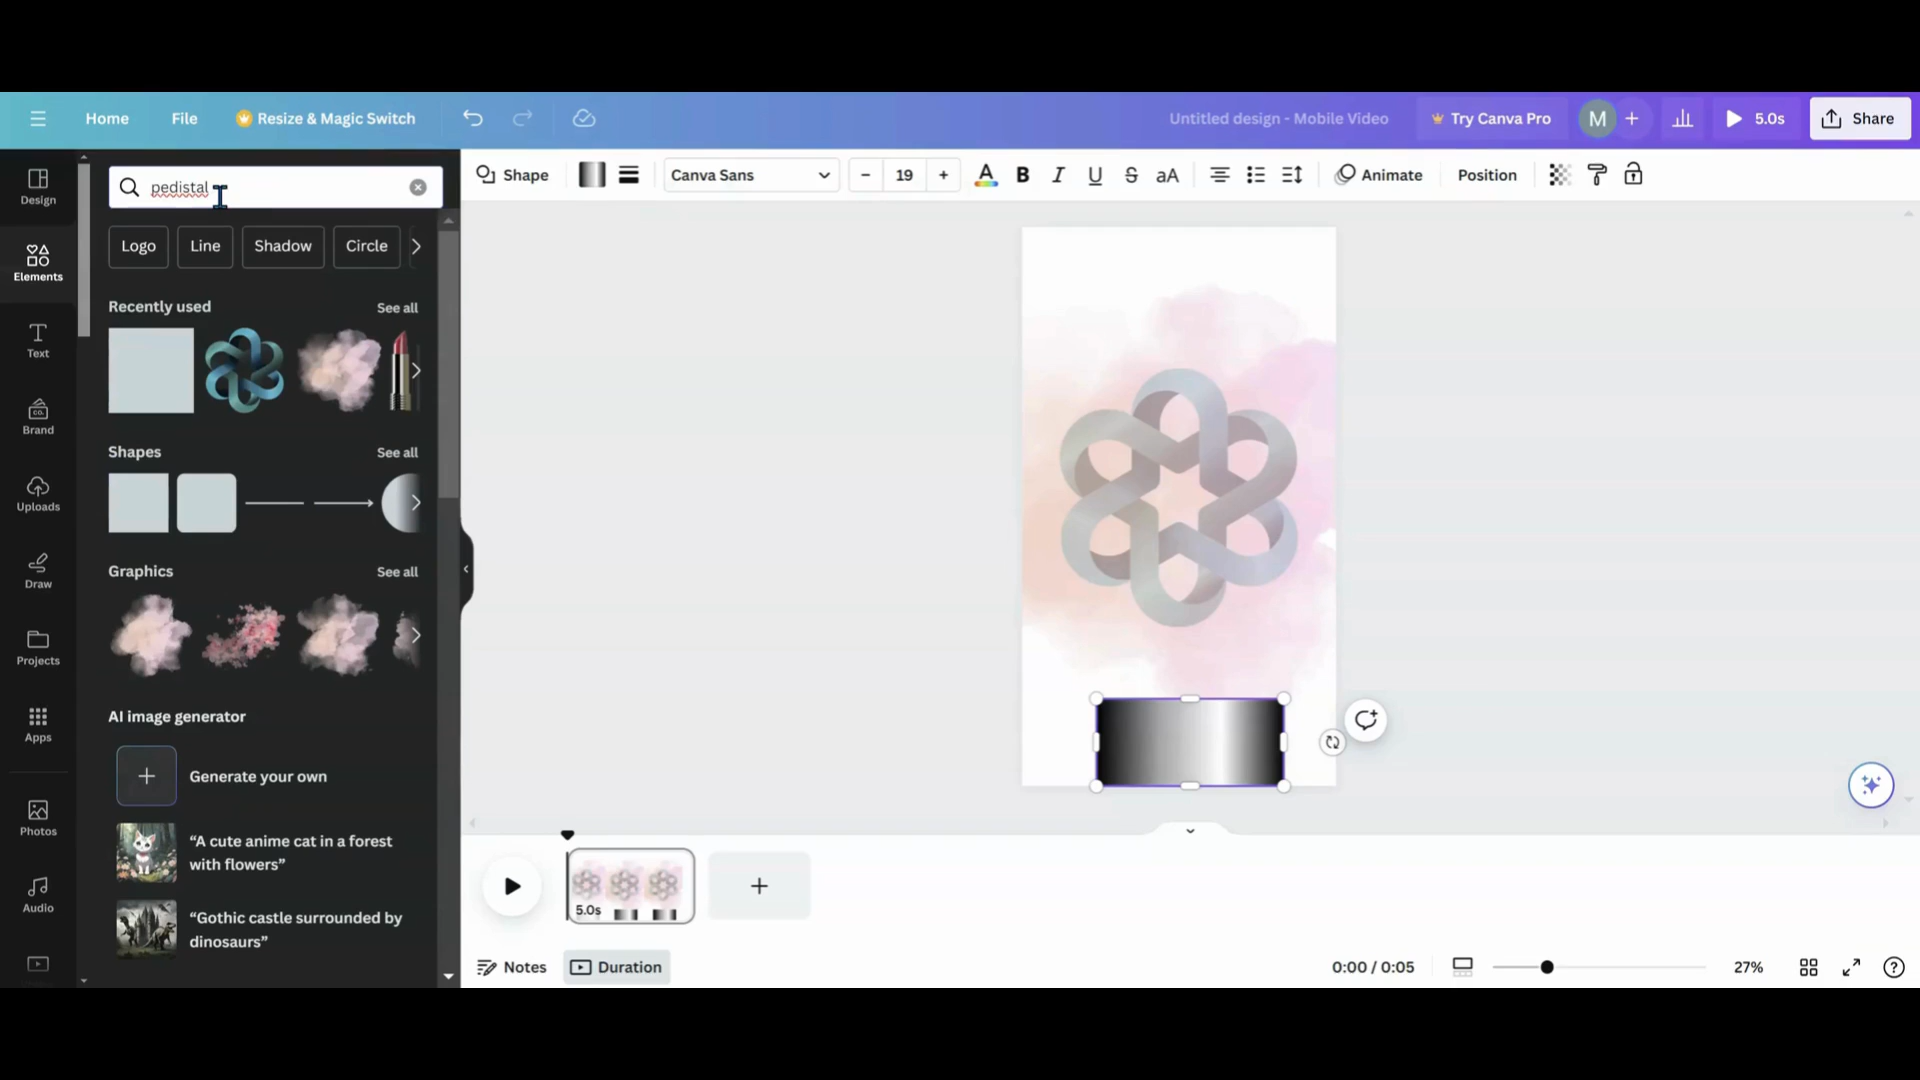 Home File Resize & Magic Switch Untitled design - Mobile Video Try Canva Pro M + 5.0s Share
Design
Elements
Text
Brand
Uploads
Draw
Projects
Apps
Photos
Audio
pedistal
Logo Line Shadow Circle
Recently used See all
Shapes See all
Graphics See all
AI image generator
Generate your own
“A cute anime cat in a forest
with flowers”
“Gothic castle surrounded by
dinosaurs”
Shape Canva Sans - 19 + A B I U S aA Animate Position
5.0s
Notes Duration 0:00 / 0:05 27%